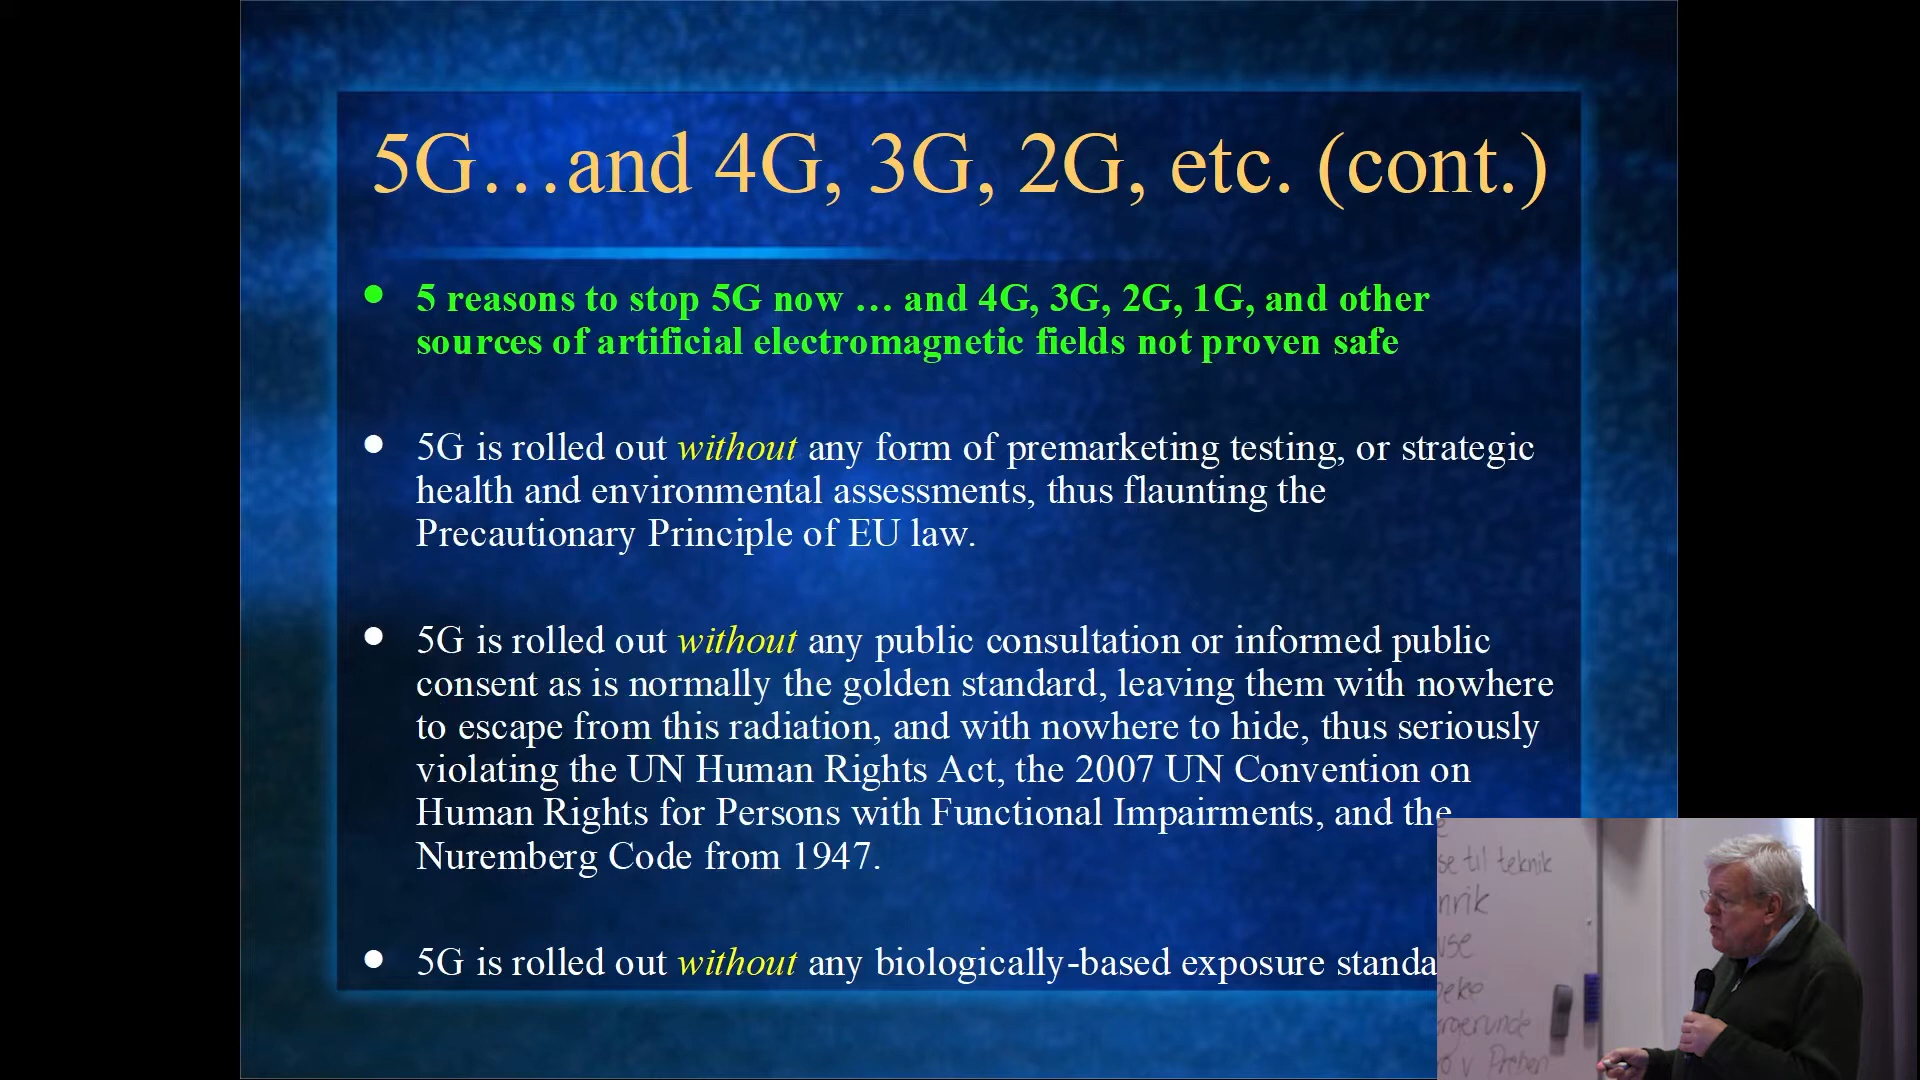 5G…and 4G, 3G, 2G, etc. (cont.)
5 reasons to stop 5G now … and 4G, 3G, 2G, 1G, and other
sources of artificial electromagnetic fields not proven safe
5G is rolled out without any form of premarketing testing, or strategic
health and environmental assessments, thus flaunting the
Precautionary Principle of EU law.
5G is rolled out without any public consultation or informed public
consent as is normally the golden standard, leaving them with nowhere
to escape from this radiation, and with nowhere to hide, thus seriously
violating the UN Human Rights Act, the 2007 UN Convention on
Human Rights for Persons with Functional Impairments, and the
Nuremberg Code from 1947.
5G is rolled out without any biologically-based exposure standa
se til teknik
nrik
use
rgerunde
v Preben